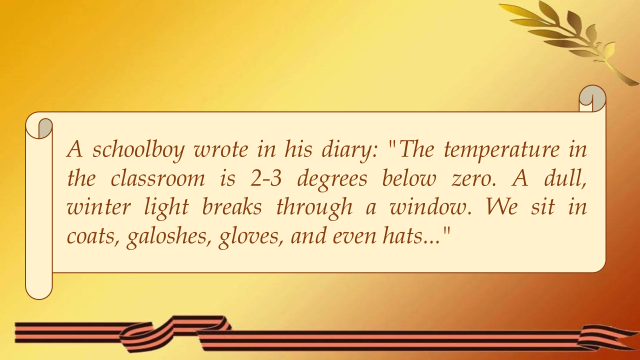 A schoolboy wrote in his diary: "The temperature in
the classroom is 2-3 degrees below zero. A dull,
winter light breaks through a window. We sit in
coats, galoshes, gloves, and even hats..."